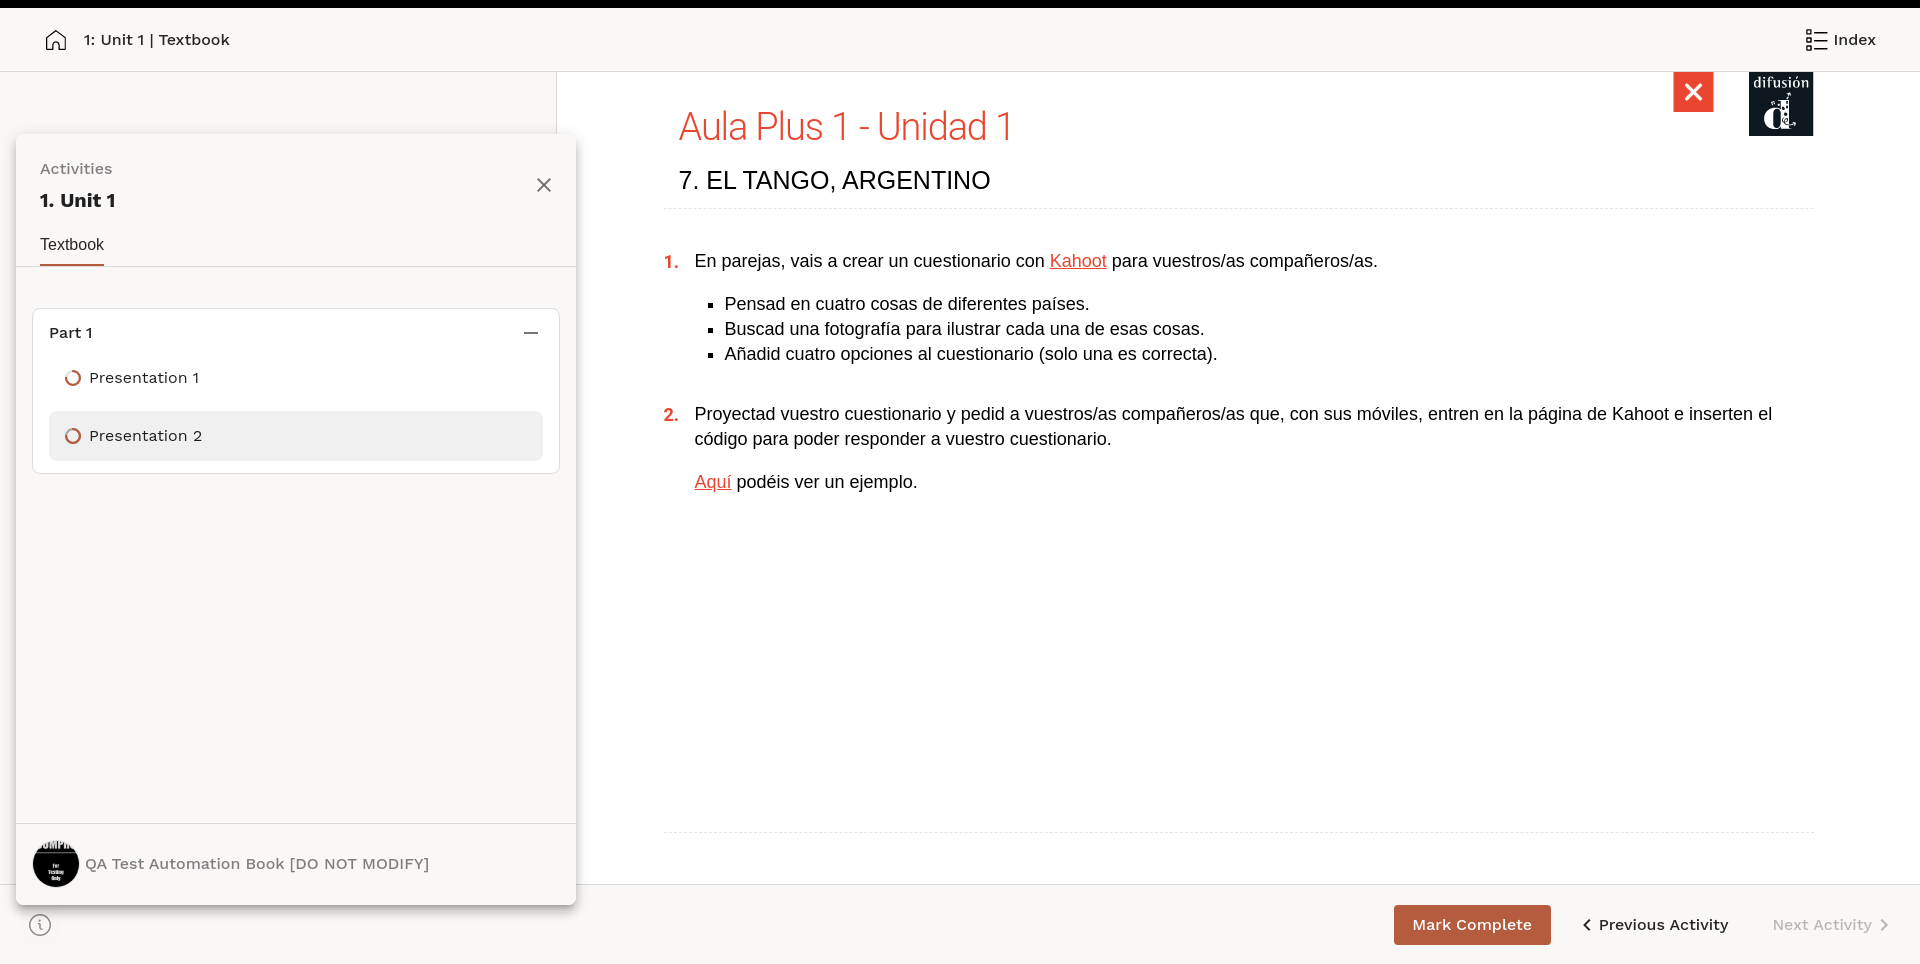 1: Unit 1 | Textbook
Index
Activities
1. Unit 1
Textbook
Part 1
Presentation 1
Presentation 2
QA Test Automation Book [DO NOT MODIFY]
For
Testing
Only
difusión
Aula Plus 1 - Unidad 1
7. EL TANGO, ARGENTINO
1. En parejas, vais a crear un cuestionario con Kahoot para vuestros/as compañeros/as.
▪ Pensad en cuatro cosas de diferentes países.
▪ Buscad una fotografía para ilustrar cada una de esas cosas.
▪ Añadid cuatro opciones al cuestionario (solo una es correcta).
2. Proyectad vuestro cuestionario y pedid a vuestros/as compañeros/as que, con sus móviles, entren en la página de Kahoot e inserten el
código para poder responder a vuestro cuestionario.
Aquí podéis ver un ejemplo.
Mark Complete
Previous Activity
Next Activity